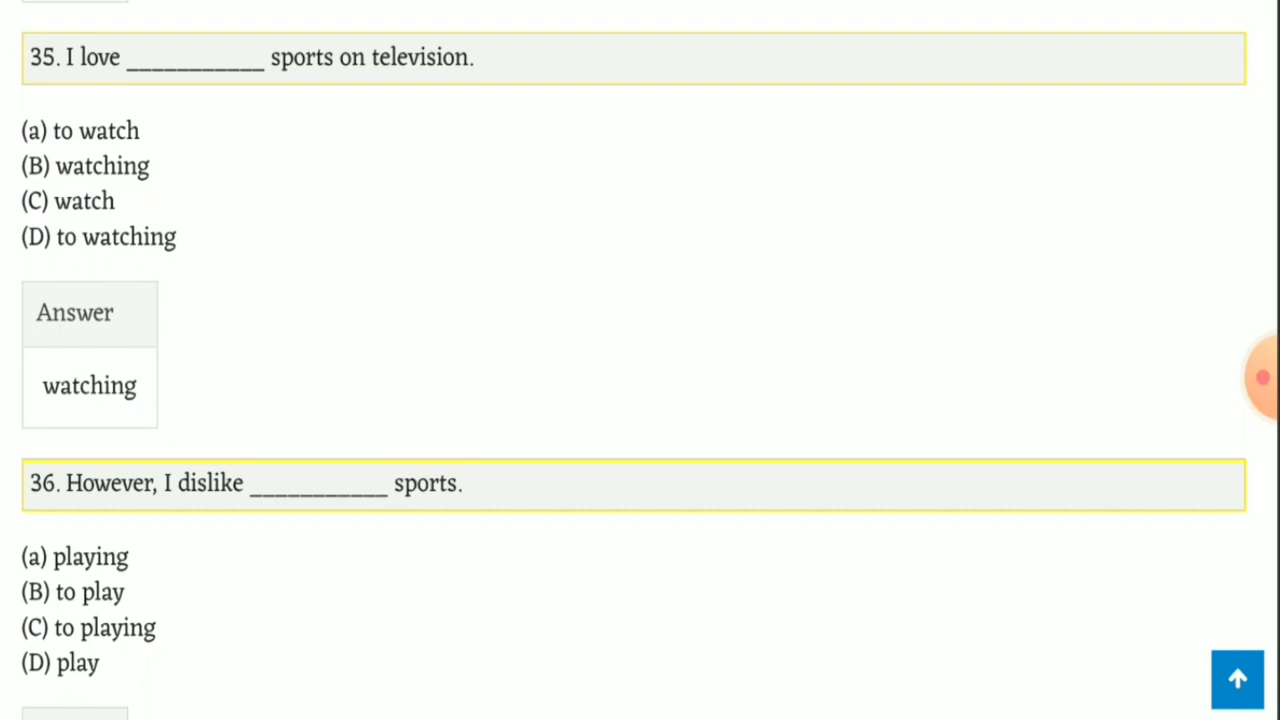 35. I love ___________ sports on television.
(a) to watch
(B) watching
(C) watch
(D) to watching
Answer
watching
36. However, I dislike ___________ sports.
(a) playing
(B) to play
(C) to playing
(D) play